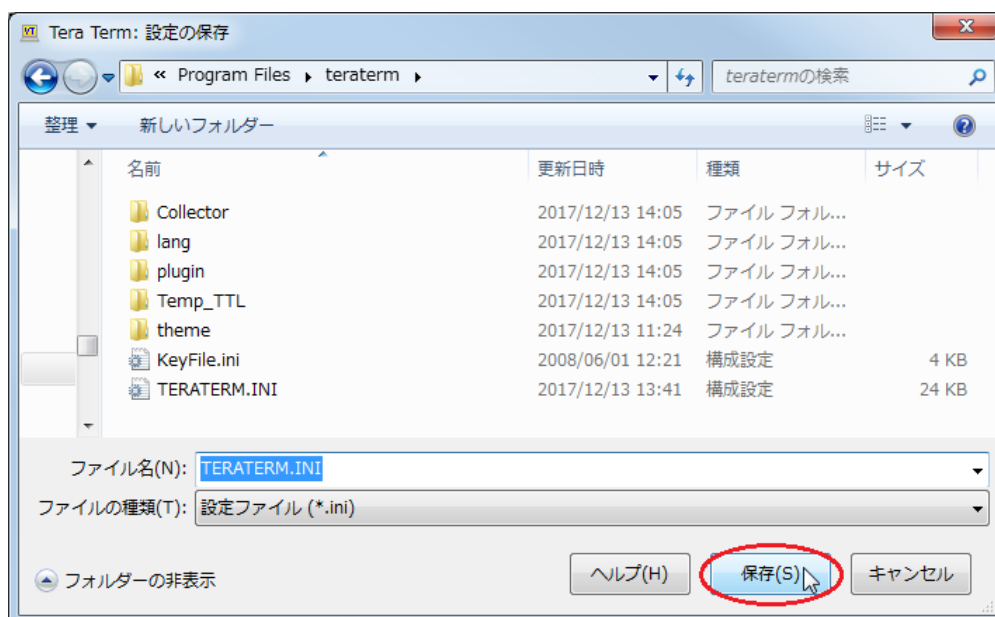 Tera Term: 設定の保存
« Program Files ▸ teraterm ▸ teratermの検索
整理 ▼ 新しいフォルダー
名前 更新日時 種類 サイズ
Collector 2017/12/13 14:05 ファイル フォル...
lang 2017/12/13 14:05 ファイル フォル...
plugin 2017/12/13 14:05 ファイル フォル...
Temp_TTL 2017/12/13 14:05 ファイル フォル...
theme 2017/12/13 11:24 ファイル フォル...
KeyFile.ini 2008/06/01 12:21 構成設定 4 KB
TERATERM.INI 2017/12/13 13:41 構成設定 24 KB
ファイル名(N): TERATERM.INI
ファイルの種類(T): 設定ファイル (*.ini)
フォルダーの非表示 ヘルプ(H) 保存(S) キャンセル